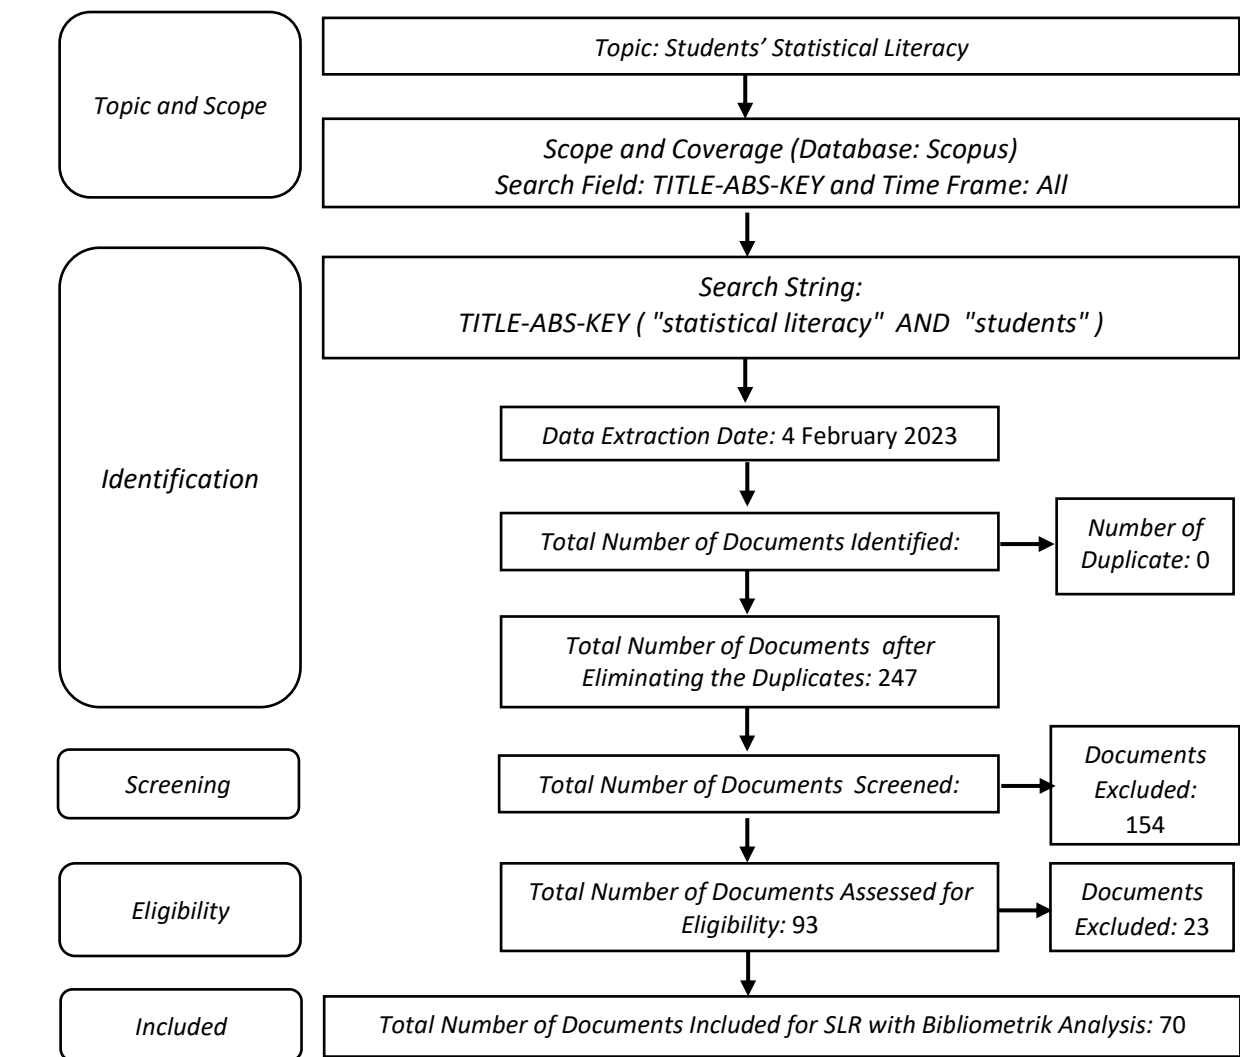 Topic and Scope
Topic: Students’ Statistical Literacy
Scope and Coverage (Database: Scopus)
Search Field: TITLE-ABS-KEY and Time Frame: All
Identification
Search String:
TITLE-ABS-KEY ( "statistical literacy" AND "students" )
Data Extraction Date: 4 February 2023
Total Number of Documents Identified:
Number of
Duplicate: 0
Total Number of Documents after
Eliminating the Duplicates: 247
Screening
Total Number of Documents Screened:
Documents
Excluded:
154
Eligibility
Total Number of Documents Assessed for
Eligibility: 93
Documents
Excluded: 23
Included
Total Number of Documents Included for SLR with Bibliometrik Analysis: 70